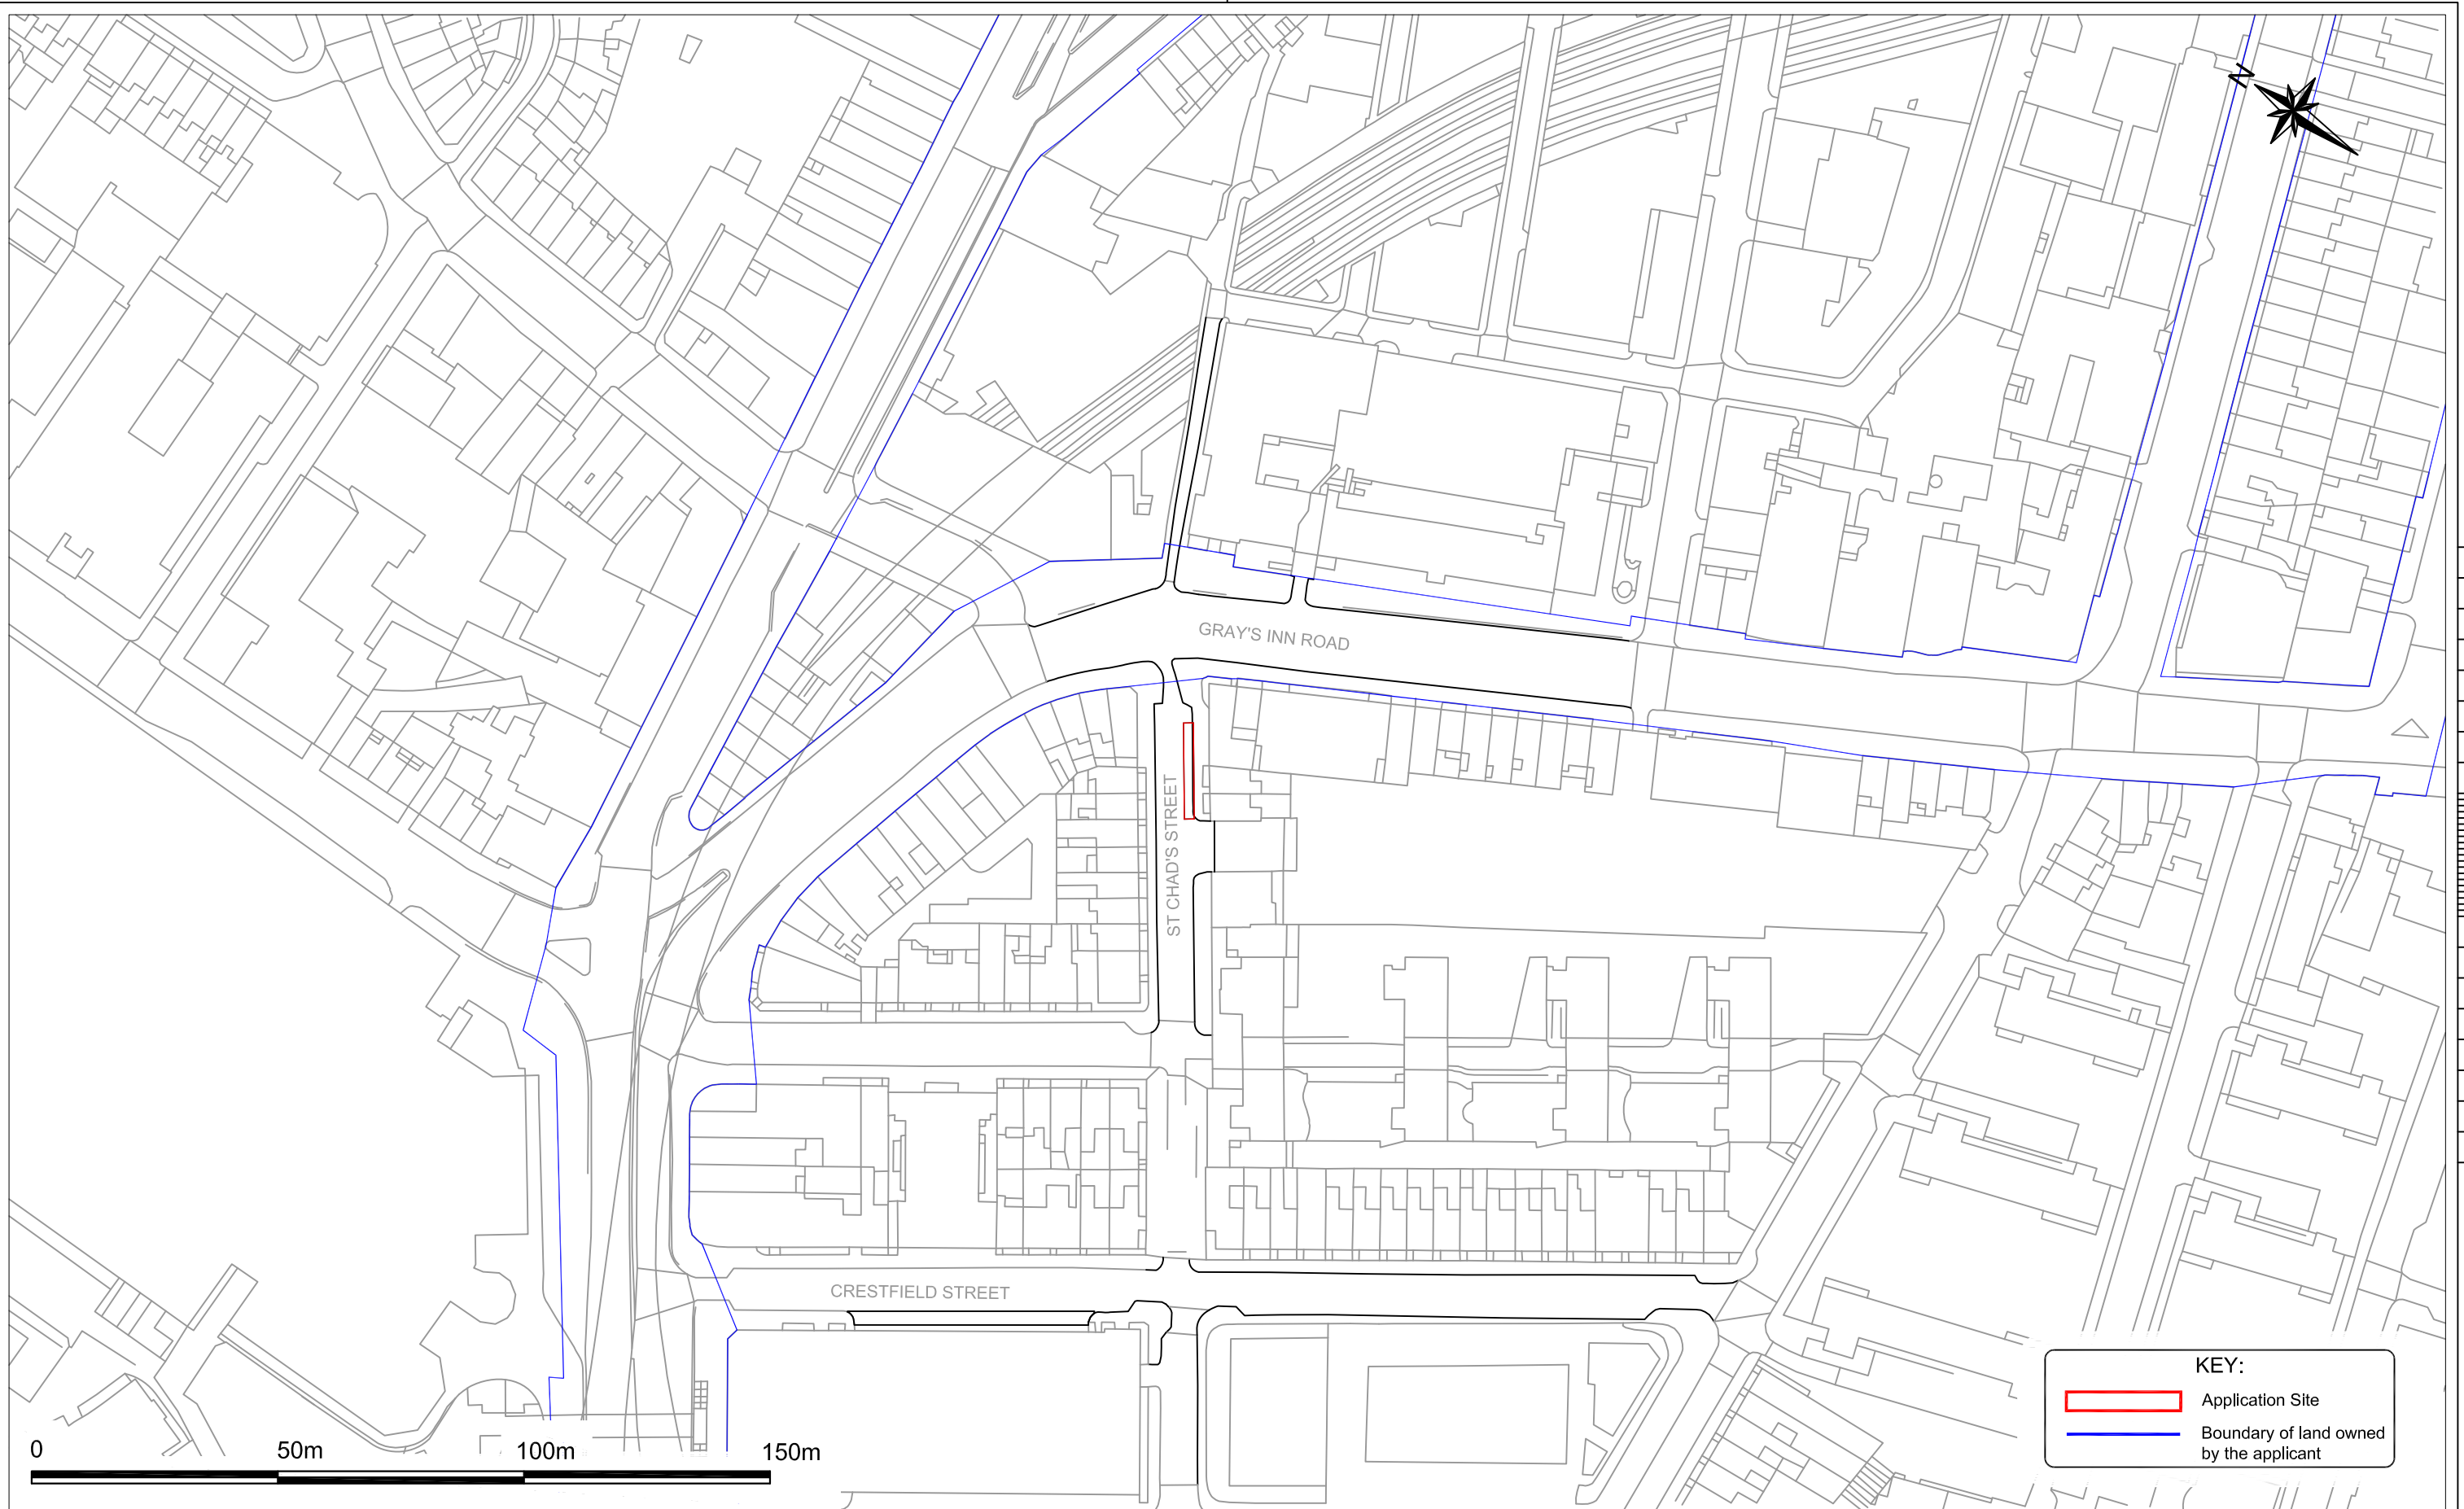 N
GRAY'S INN ROAD
ST CHAD'S STREET
CRESTFIELD STREET
KEY:
Application Site
Boundary of land owned
by the applicant
0 50m 100m 150m